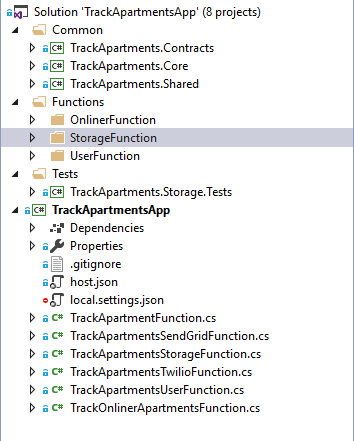 Solution 'TrackApartmentsApp' (8 projects)
Common
C# TrackApartments.Contracts
C# TrackApartments.Core
C# TrackApartments.Shared
Functions
OnlinerFunction
StorageFunction
UserFunction
Tests
C# TrackApartments.Storage.Tests
C# TrackApartmentsApp
Dependencies
Properties
.gitignore
host.json
local.settings.json
C# TrackApartmentFunction.cs
C# TrackApartmentsSendGridFunction.cs
C# TrackApartmentsStorageFunction.cs
C# TrackApartmentsTwilioFunction.cs
C# TrackApartmentsUserFunction.cs
C# TrackOnlinerApartmentsFunction.cs